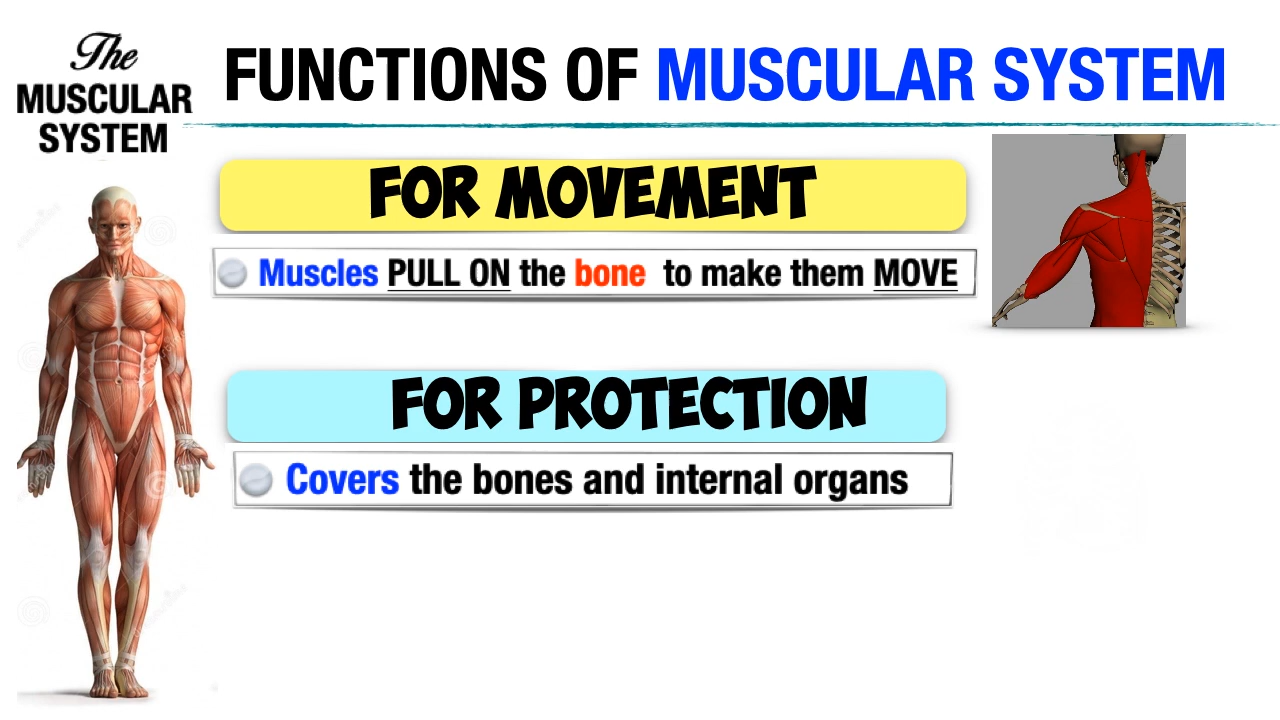 The
MUSCULAR
SYSTEM
FUNCTIONS OF MUSCULAR SYSTEM
FOR MOVEMENT
Muscles PULL ON the bone to make them MOVE
FOR PROTECTION
Covers the bones and internal organs